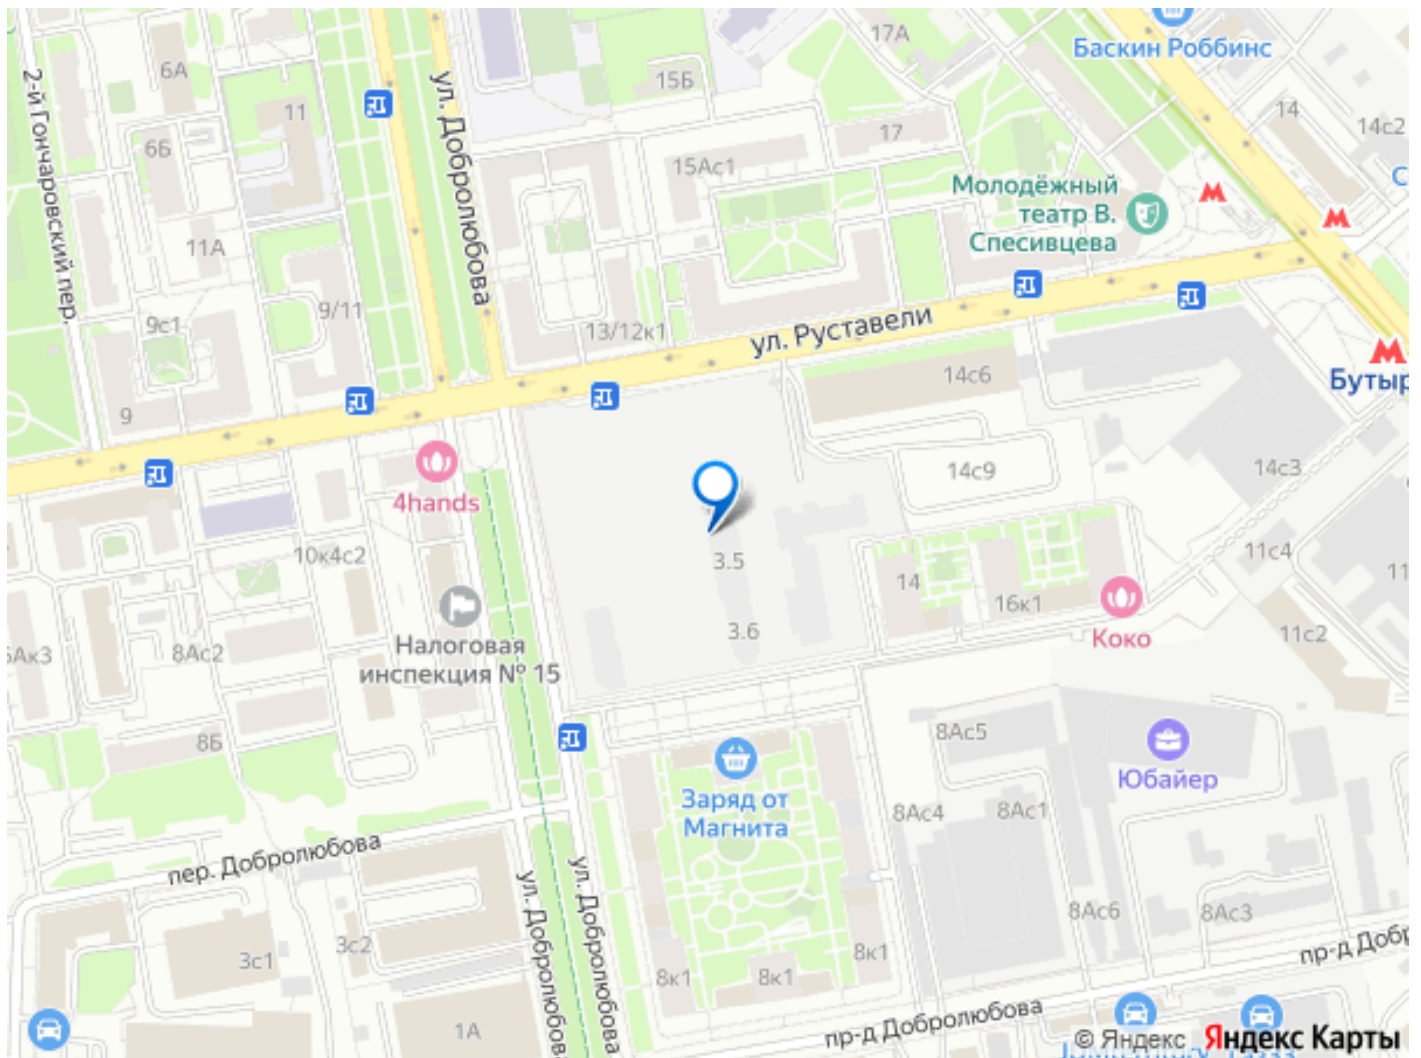 Баскин Роббинс
17А
6А
15Б
14
11
14с2
17
6Б
15Ас1
2-й Гончаровский пер.
ул. Добролюбова
Молодёжный
театр В.
Спесивцева
11А
9/11
9с1
13/12к1
ул. Руставели
Бутыр
14с6
9
14с9
14с3
4hands
10к4с2
11с4
3.5
14
16к1
3.6
Коко
11с2
Налоговая
инспекция № 15
8Ас2
8Б
8Ас5
Юбайер
Заряд от
Магнита
8Ас4
8Ас1
пер. Добролюбова
ул. Добролюбова
ул. Добролюбова
8Ас6
8Ас3
3с2
3с1
8к1
8к1
8к1
пр-д Добр
пр-д Добролюбова
1А
© Яндекс
Яндекс Карты